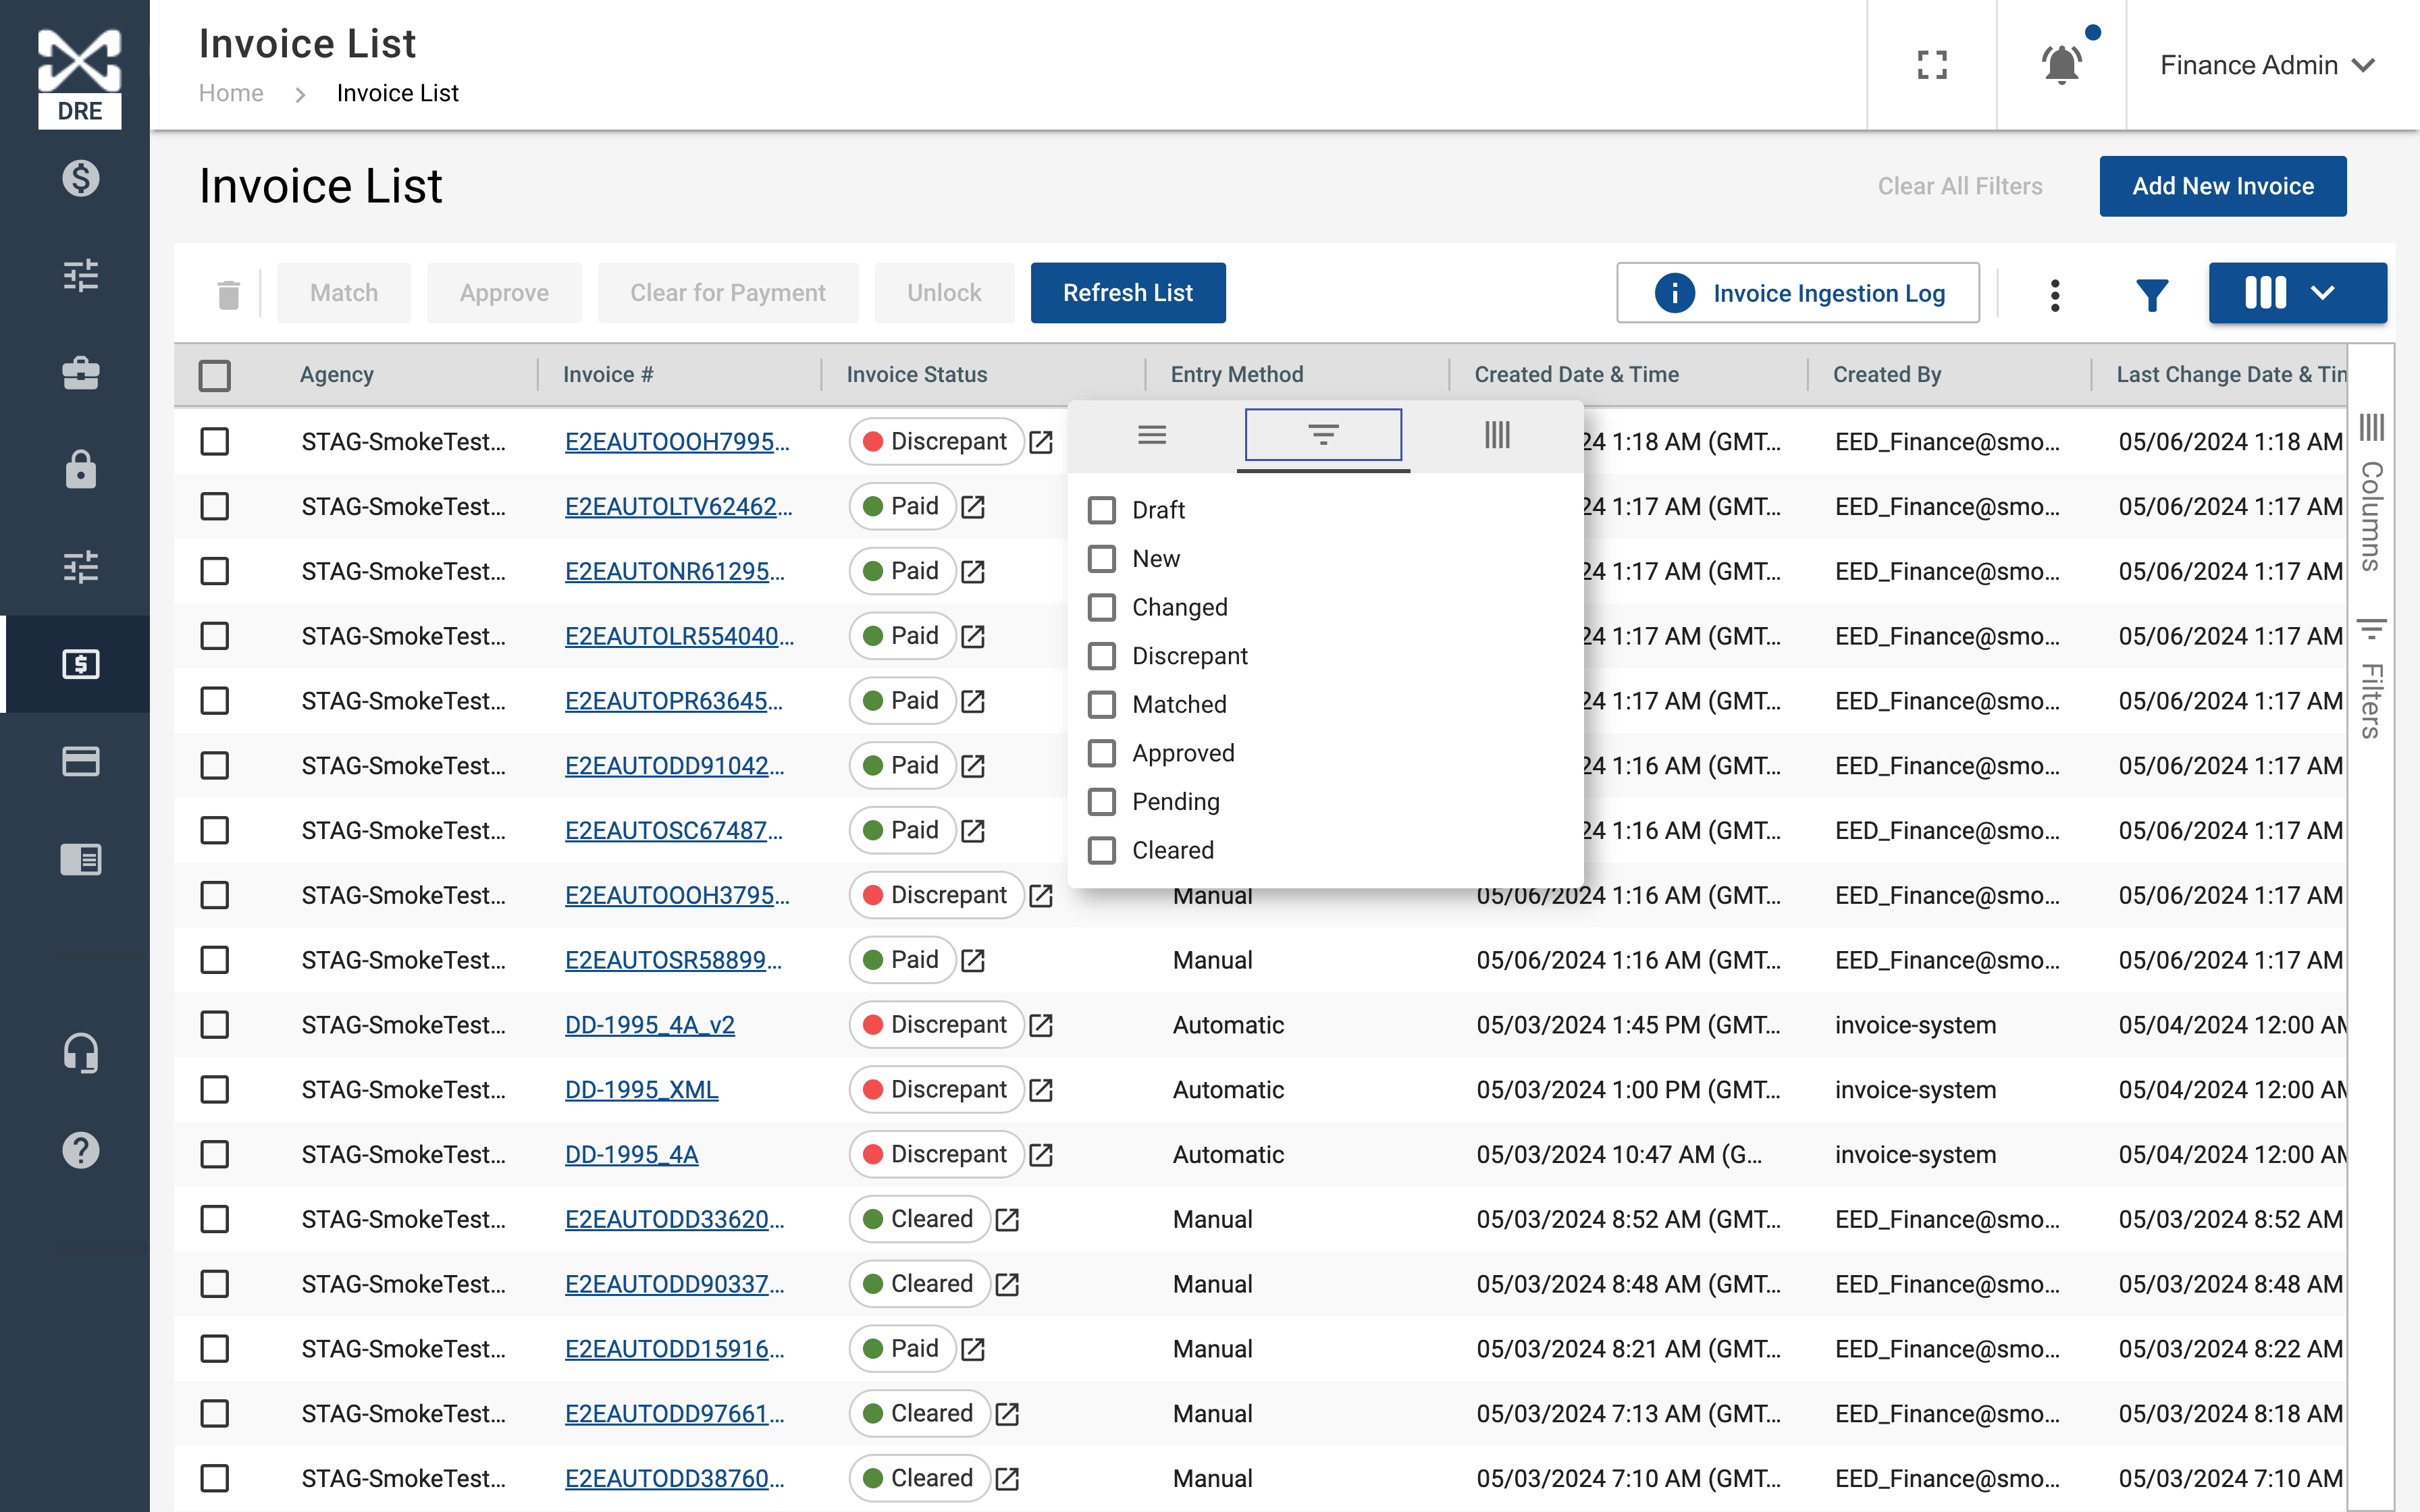 DRE
Invoice List
Home > Invoice List
Finance Admin
Invoice List
Clear All Filters
Add New Invoice
Match Approve Clear for Payment Unlock Refresh List Invoice Ingestion Log
Agency Invoice # Invoice Status Entry Method Created Date & Time Created By Last Change Date & Tin
STAG-SmokeTest... E2EAUTOOOH7995... Discrepant 24 1:18 AM (GMT... EED_Finance@smo... 05/06/2024 1:18 AM
STAG-SmokeTest... E2EAUTOLTV62462... Paid 24 1:17 AM (GMT... EED_Finance@smo... 05/06/2024 1:17 AM
STAG-SmokeTest... E2EAUTONR61295... Paid 24 1:17 AM (GMT... EED_Finance@smo... 05/06/2024 1:17 AM
STAG-SmokeTest... E2EAUTOLR554040... Paid 24 1:17 AM (GMT... EED_Finance@smo... 05/06/2024 1:17 AM
STAG-SmokeTest... E2EAUTOPR63645... Paid 24 1:17 AM (GMT... EED_Finance@smo... 05/06/2024 1:17 AM
STAG-SmokeTest... E2EAUTODD91042... Paid 24 1:16 AM (GMT... EED_Finance@smo... 05/06/2024 1:17 AM
STAG-SmokeTest... E2EAUTOSC67487... Paid 24 1:16 AM (GMT... EED_Finance@smo... 05/06/2024 1:17 AM
STAG-SmokeTest... E2EAUTOOOH3795... Discrepant Manual 05/06/2024 1:16 AM (GMT... EED_Finance@smo... 05/06/2024 1:17 AM
STAG-SmokeTest... E2EAUTOSR58899... Paid Manual 05/06/2024 1:16 AM (GMT... EED_Finance@smo... 05/06/2024 1:17 AM
STAG-SmokeTest... DD-1995_4A_v2 Discrepant Automatic 05/03/2024 1:45 PM (GMT... invoice-system 05/04/2024 12:00 AM
STAG-SmokeTest... DD-1995_XML Discrepant Automatic 05/03/2024 1:00 PM (GMT... invoice-system 05/04/2024 12:00 AM
STAG-SmokeTest... DD-1995_4A Discrepant Automatic 05/03/2024 10:47 AM (G... invoice-system 05/04/2024 12:00 AM
STAG-SmokeTest... E2EAUTODD33620... Cleared Manual 05/03/2024 8:52 AM (GMT... EED_Finance@smo... 05/03/2024 8:52 AM
STAG-SmokeTest... E2EAUTODD90337... Cleared Manual 05/03/2024 8:48 AM (GMT... EED_Finance@smo... 05/03/2024 8:48 AM
STAG-SmokeTest... E2EAUTODD15916... Paid Manual 05/03/2024 8:21 AM (GMT... EED_Finance@smo... 05/03/2024 8:22 AM
STAG-SmokeTest... E2EAUTODD97661... Cleared Manual 05/03/2024 7:13 AM (GMT... EED_Finance@smo... 05/03/2024 8:18 AM
STAG-SmokeTest... E2EAUTODD38760... Cleared Manual 05/03/2024 7:10 AM (GMT... EED_Finance@smo... 05/03/2024 7:10 AM
Draft
New
Changed
Discrepant
Matched
Approved
Pending
Cleared
Columns
Filters